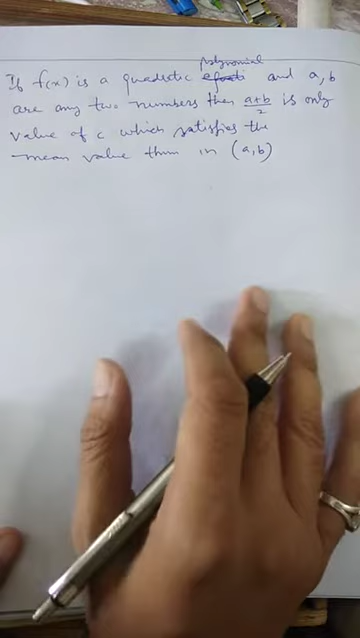 If f(x) is a quadratic polynomial and a, b
are any two numbers then a+b/2 is only
value of c which satisfies the
mean value thm in (a,b)